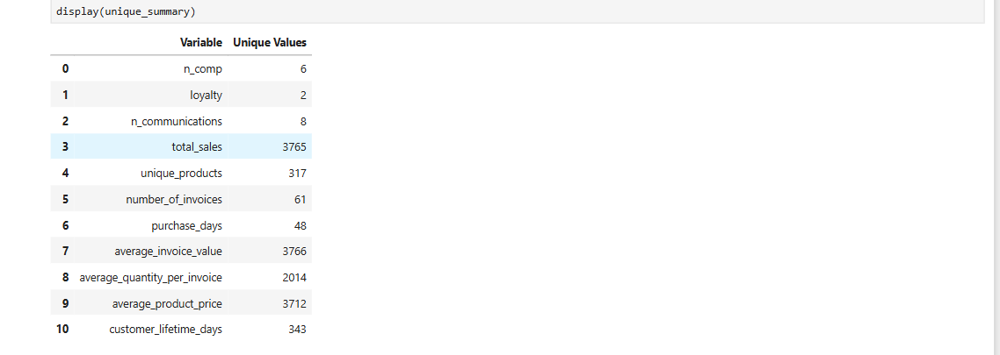 display(unique_summary)
Variable Unique Values
0 n_comp 6
1 loyalty 2
2 n_communications 8
3 total_sales 3765
4 unique_products 317
5 number_of_invoices 61
6 purchase_days 48
7 average_invoice_value 3766
8 average_quantity_per_invoice 2014
9 average_product_price 3712
10 customer_lifetime_days 343